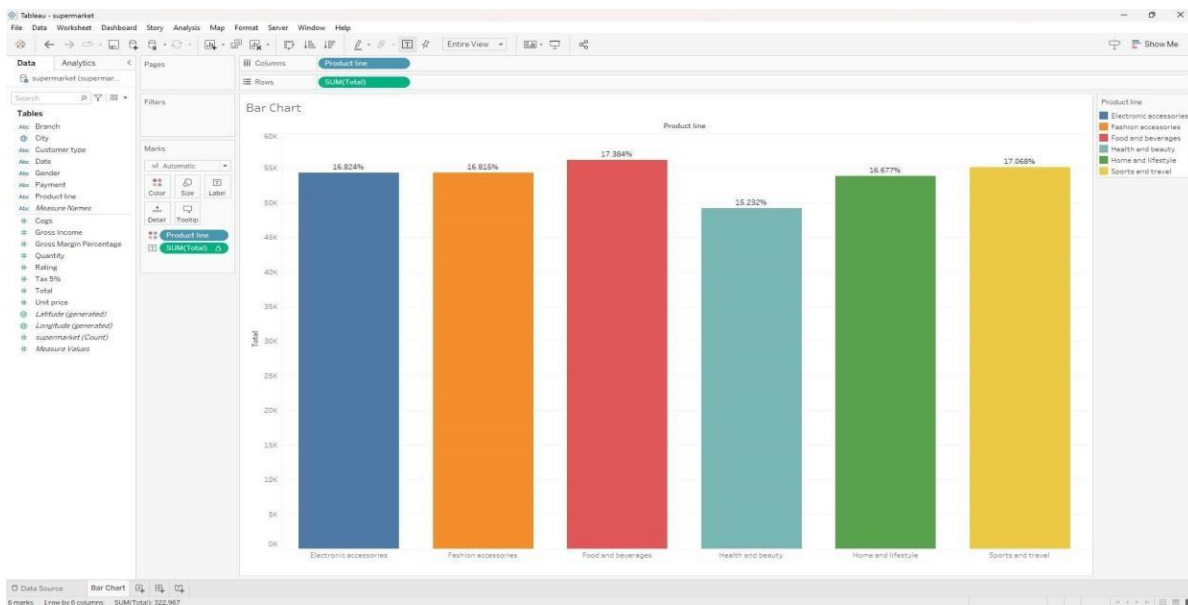 Tableau - supermarket
File Data Worksheet Dashboard Story Analysis Map Format Server Window Help
Entire View
Show Me
Data Analytics
Pages
Columns Product line
supermarket (supermar...
Rows SUM(Total)
Search
Filters
Bar Chart
Product line
Tables
Abc Branch
City
Abc Customer type
Abc Date
Abc Gender
Abc Payment
Abc Product line
Abc Measure Names
# Cogs
# Gross Income
# Gross Margin Percentage
# Quantity
# Rating
# Tax 5%
# Total
# Unit price
Latitude (generated)
Longitude (generated)
# supermarket (Count)
# Measure Values
Marks
Automatic
Color Size Label
Detail Tooltip
Product line
SUM(Total)
Product line
Total
60K
55K
50K
45K
40K
35K
30K
25K
20K
15K
10K
5K
0K
16.824% 16.815% 17.384% 15.232% 16.677% 17.068%
Electronic accessories Fashion accessories Food and beverages Health and beauty Home and lifestyle Sports and travel
Electronic accessories
Fashion accessories
Food and beverages
Health and beauty
Home and lifestyle
Sports and travel
Data Source Bar Chart
6 marks 1 row by 6 columns SUM(Total): 322,967